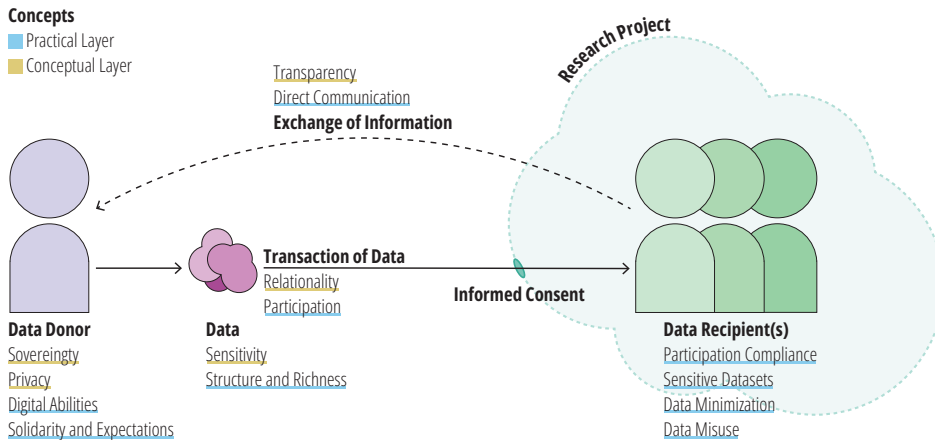 Concepts
Practical Layer
Conceptual Layer
Research Project
Transparency
Direct Communication
Exchange of Information
Transaction of Data
Relationality
Participation
Informed Consent
Data Donor
Sovereingty
Privacy
Digital Abilities
Solidarity and Expectations
Data
Sensitivity
Structure and Richness
Data Recipient(s)
Participation Compliance
Sensitive Datasets
Data Minimization
Data Misuse